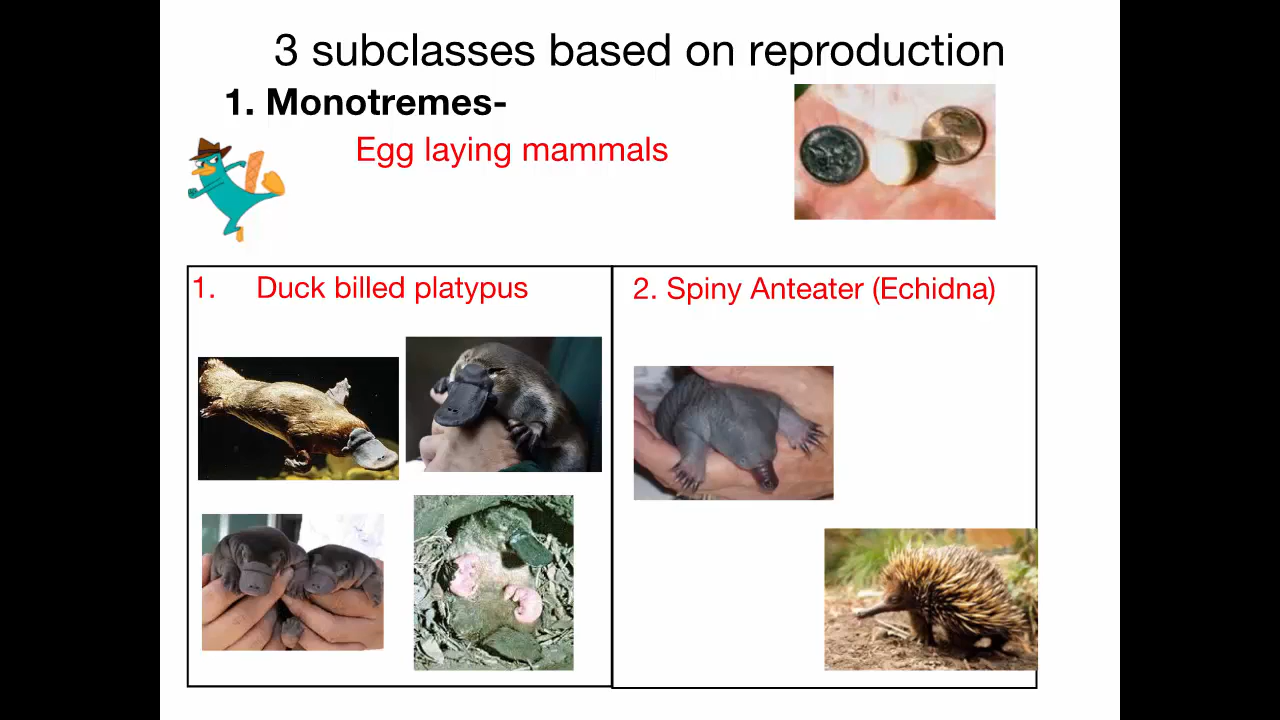 3 subclasses based on reproduction
1. Monotremes-
Egg laying mammals
1. Duck billed platypus
2. Spiny Anteater (Echidna)